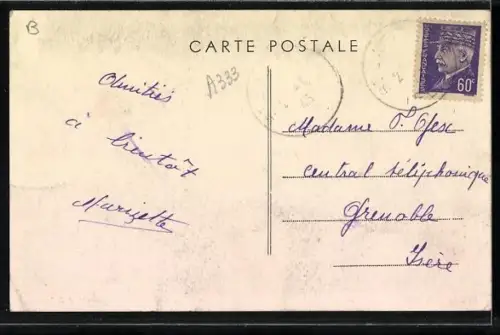 B
CARTE POSTALE
A333
60c
Amitiés
à bientôt
Marizette
Madame F.
central téléphonique
Grenoble
Isère